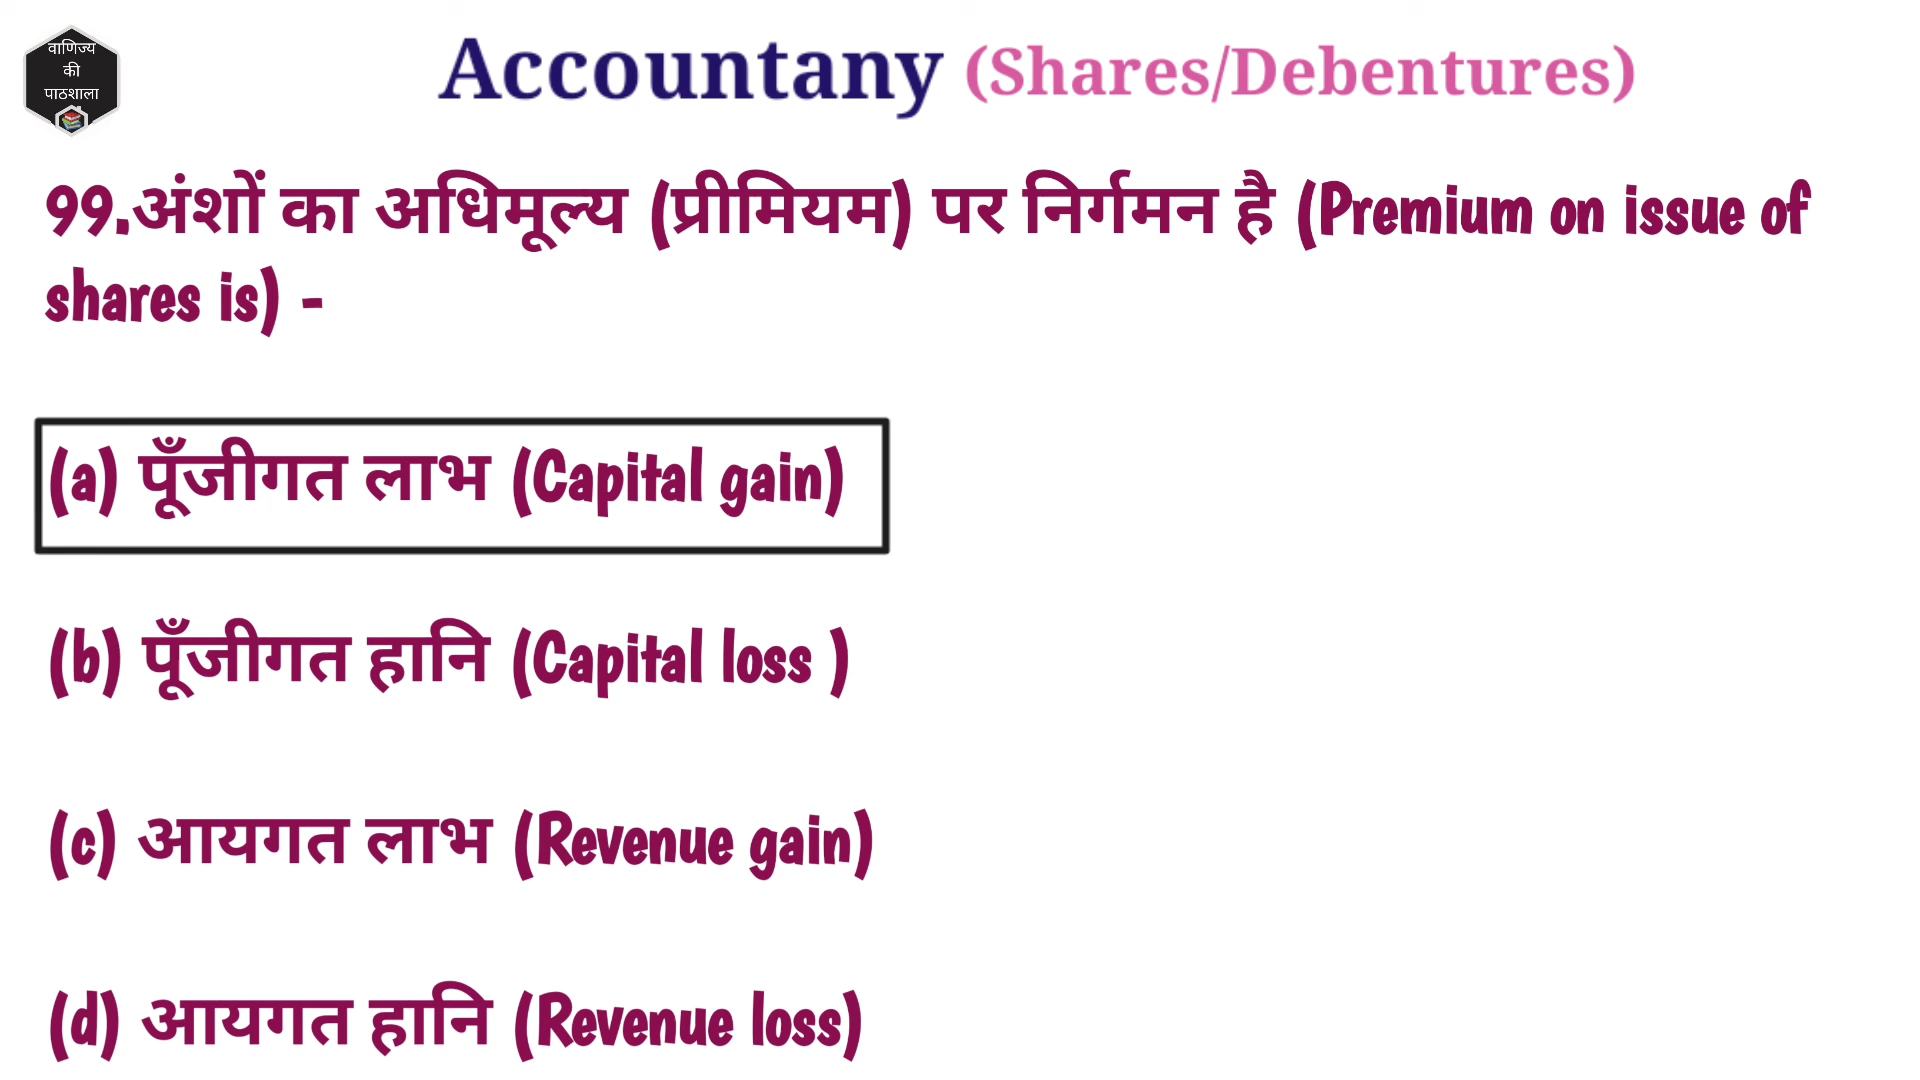 वाणिज्य
की
पाठशाला
Accountany (Shares/Debentures)
99.अंशों का अधिमूल्य (प्रीमियम) पर निर्गमन है (Premium on issue of
shares is) -
(a) पूँजीगत लाभ (Capital gain)
(b) पूँजीगत हानि (Capital loss )
(c) आयगत लाभ (Revenue gain)
(d) आयगत हानि (Revenue loss)